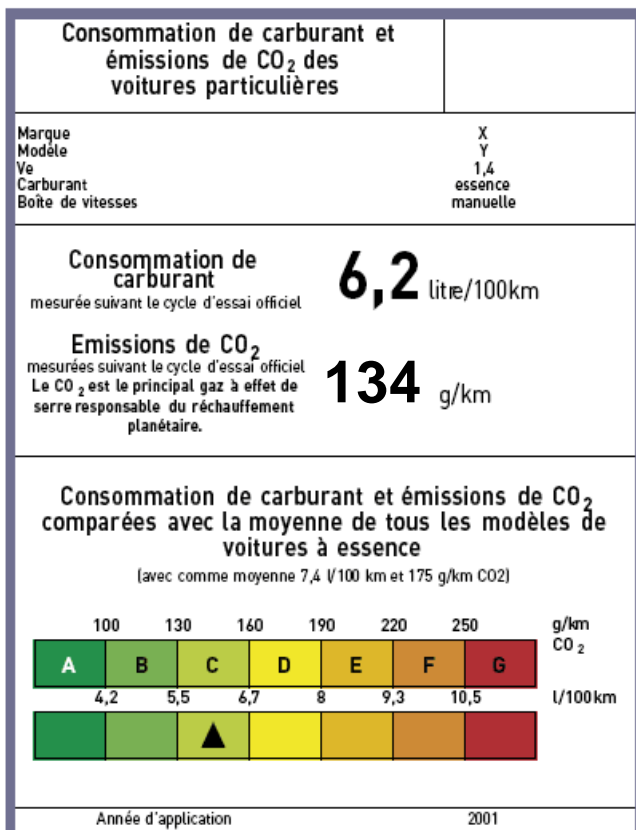 Consommation de carburant et
émissions de CO₂ des
voitures particulières
Marque X
Modèle Y
Ve 1,4
Carburant essence
Boîte de vitesses manuelle
Consommation de
carburant
mesurée suivant le cycle d'essai officiel
6,2 litre/100km
Emissions de CO₂
mesurées suivant le cycle d'essai officiel
Le CO₂ est le principal gaz à effet de
serre responsable du réchauffement
planétaire.
134 g/km
Consommation de carburant et émissions de CO₂
comparées avec la moyenne de tous les modèles de
voitures à essence
(avec comme moyenne 7,4 l/100 km et 175 g/km CO2)
100 130 160 190 220 250 g/km
CO₂
A B C D E F G
4,2 5,5 6,7 8 9,3 10,5 l/100km
Année d'application 2001